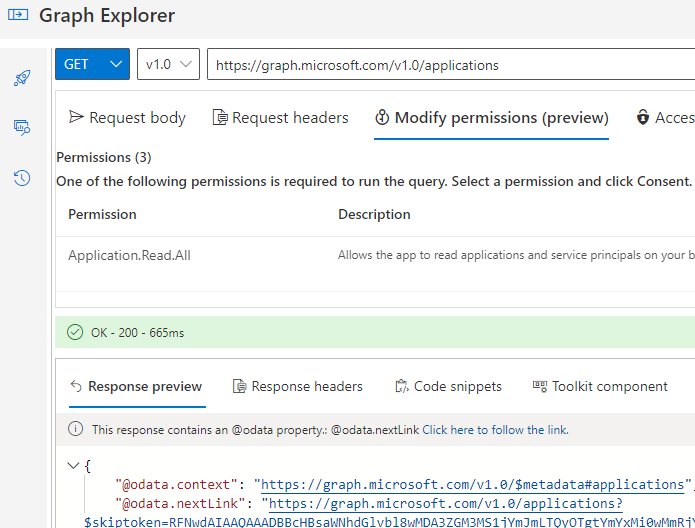 Graph Explorer
GET v1.0 https://graph.microsoft.com/v1.0/applications
Request body Request headers Modify permissions (preview) Acces
Permissions (3)
One of the following permissions is required to run the query. Select a permission and click Consent.
Permission Description
Application.Read.All Allows the app to read applications and service principals on your b
OK - 200 - 665ms
Response preview Response headers Code snippets Toolkit component
This response contains an @odata property.: @odata.nextLink Click here to follow the link.
{
"@odata.context": "https://graph.microsoft.com/v1.0/$metadata#applications",
"@odata.nextLink": "https://graph.microsoft.com/v1.0/applications?